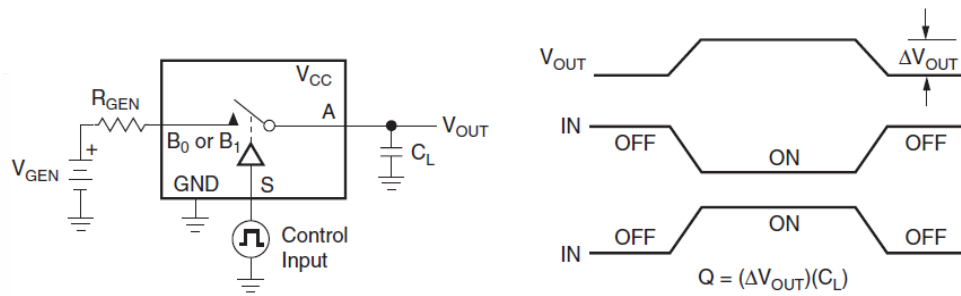 V_CC
R_GEN
A
V_OUT
B_0 or B_1
+
V_GEN
C_L
GND
S
Control
Input
V_OUT
ΔV_OUT
IN
OFF
OFF
ON
ON
OFF
OFF
IN
Q = (ΔV_OUT)(C_L)